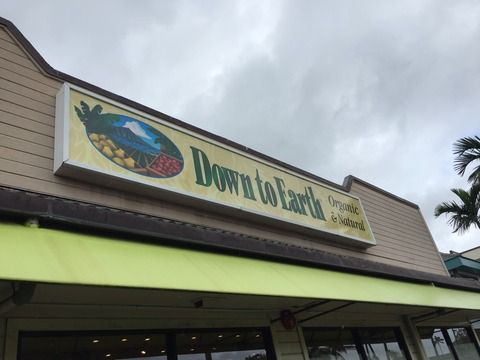 Down to Earth
Organic
& Natural